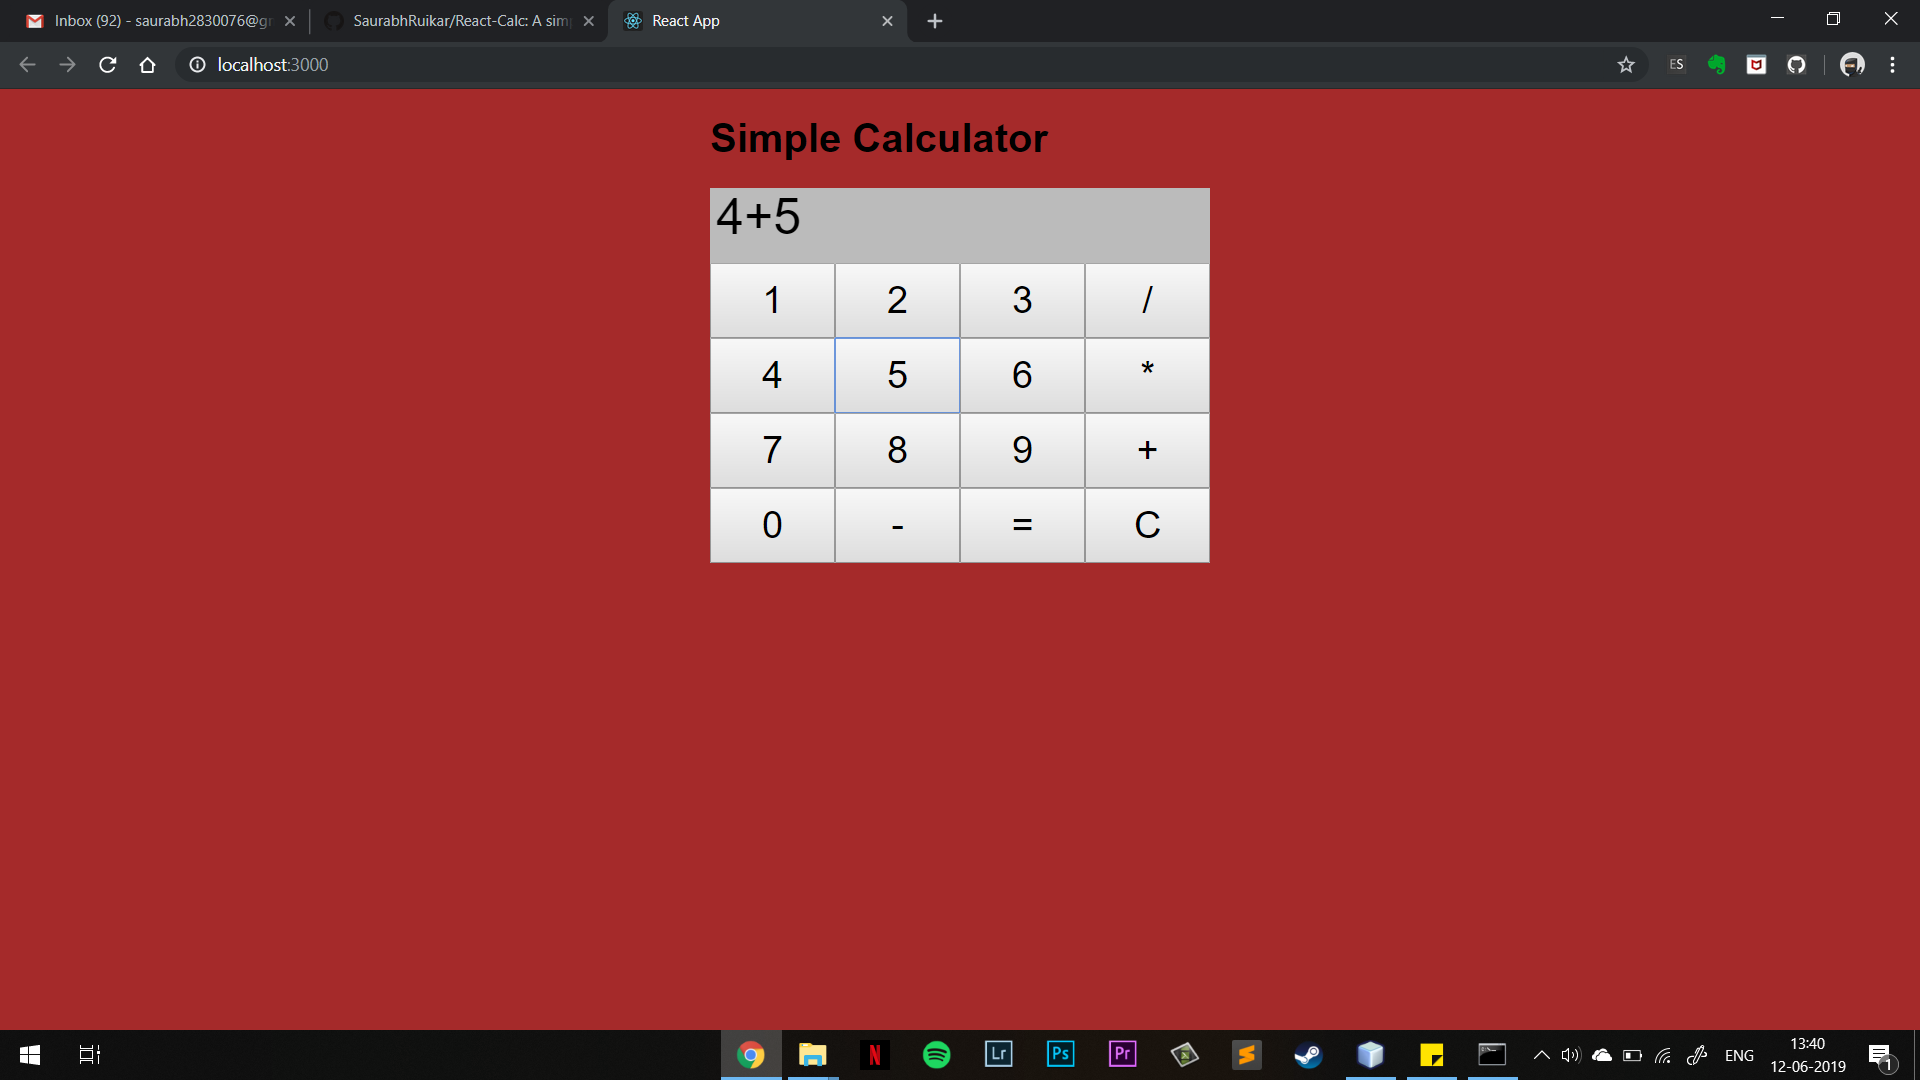 Inbox (92) - saurabh2830076@gr
SaurabhRuikar/React-Calc: A sim
React App
localhost:3000
ES
Simple Calculator
4+5
1 2 3 /
4 5 6 *
7 8 9 +
0 - = C
N Lr Ps Pr
ENG
13:40
12-06-2019
1